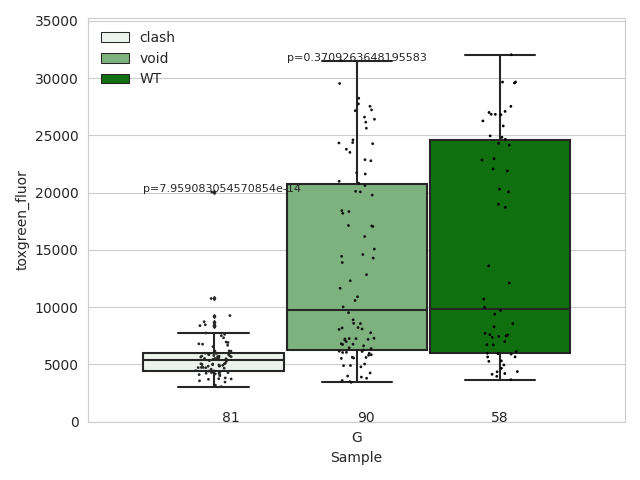 35000
30000
25000
20000
15000
10000
5000
0
toxgreen_fluor
clash
void
WT
p=0.3709263648195583
p=7.959083054570854e-14
81
90
58
G
Sample